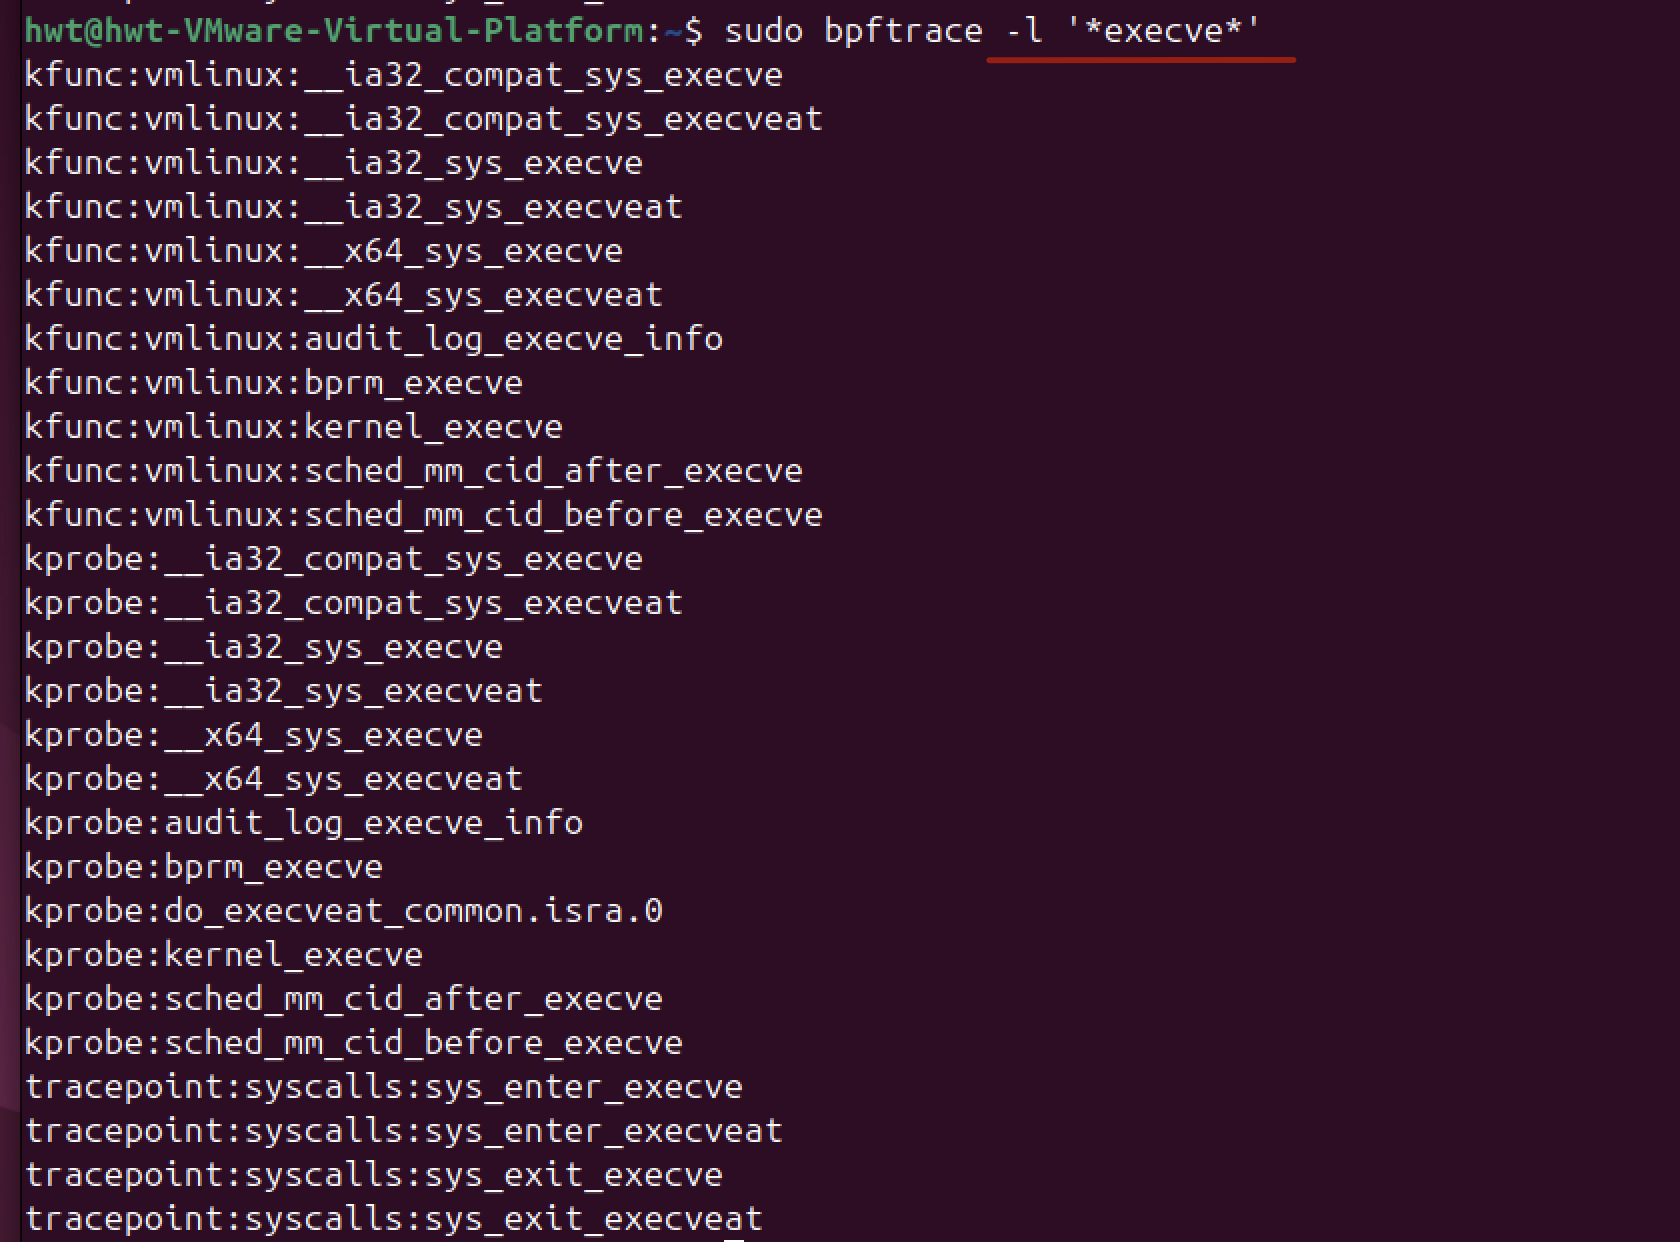 hwt@hwt-VMware-Virtual-Platform:~$ sudo bpftrace -l '*execve*'
kfunc:vmlinux:__ia32_compat_sys_execve
kfunc:vmlinux:__ia32_compat_sys_execveat
kfunc:vmlinux:__ia32_sys_execve
kfunc:vmlinux:__ia32_sys_execveat
kfunc:vmlinux:__x64_sys_execve
kfunc:vmlinux:__x64_sys_execveat
kfunc:vmlinux:audit_log_execve_info
kfunc:vmlinux:bprm_execve
kfunc:vmlinux:kernel_execve
kfunc:vmlinux:sched_mm_cid_after_execve
kfunc:vmlinux:sched_mm_cid_before_execve
kprobe:__ia32_compat_sys_execve
kprobe:__ia32_compat_sys_execveat
kprobe:__ia32_sys_execve
kprobe:__ia32_sys_execveat
kprobe:__x64_sys_execve
kprobe:__x64_sys_execveat
kprobe:audit_log_execve_info
kprobe:bprm_execve
kprobe:do_execveat_common.isra.0
kprobe:kernel_execve
kprobe:sched_mm_cid_after_execve
kprobe:sched_mm_cid_before_execve
tracepoint:syscalls:sys_enter_execve
tracepoint:syscalls:sys_enter_execveat
tracepoint:syscalls:sys_exit_execve
tracepoint:syscalls:sys_exit_execveat